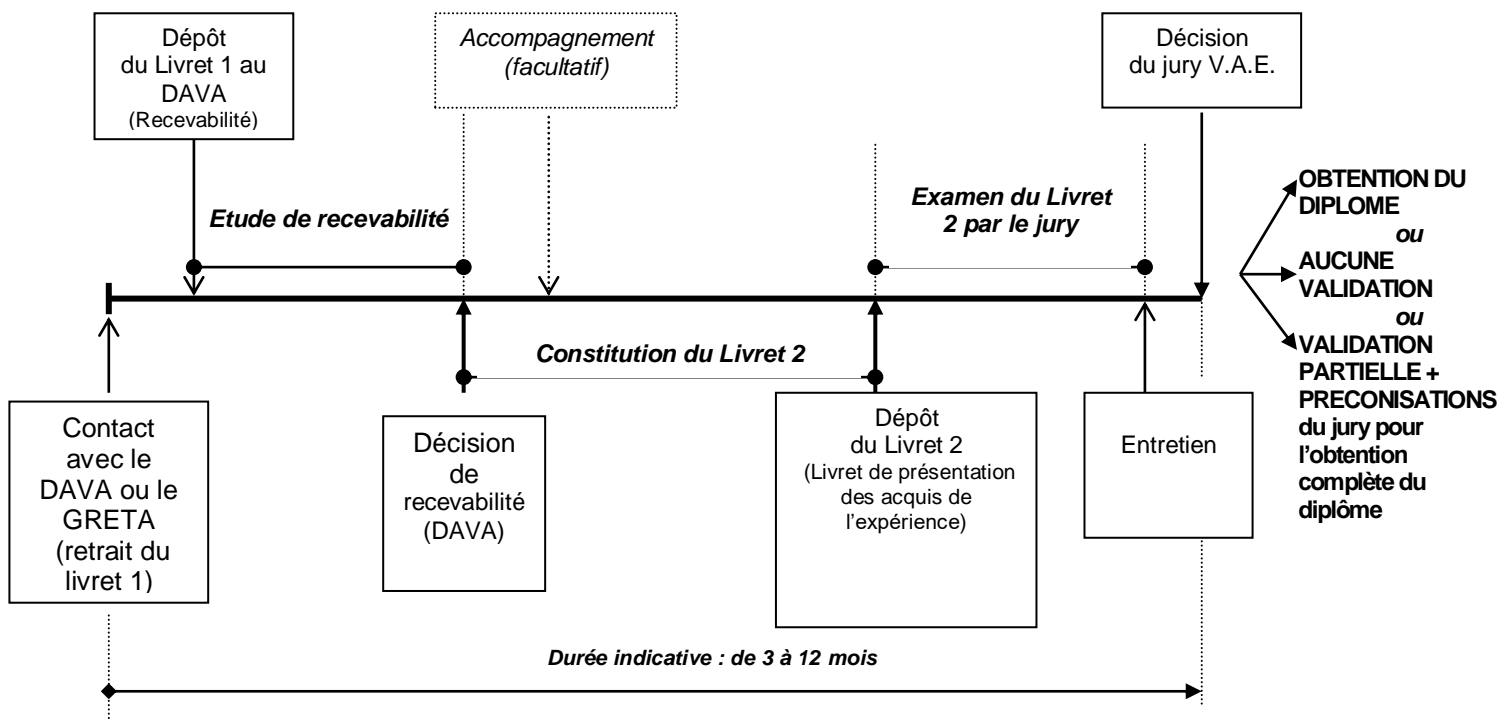 Dépôt
du Livret 1 au
DAVA
(Recevabilité)
Accompagnement
(facultatif)
Décision
du jury V.A.E.
Etude de recevabilité
Examen du Livret
2 par le jury
OBTENTION DU
DIPLOME
ou
AUCUNE
VALIDATION
ou
VALIDATION
PARTIELLE +
PRECONISATIONS
du jury pour
l'obtention
complète du
diplôme
Constitution du Livret 2
Contact
avec le
DAVA ou le
GRETA
(retrait du
livret 1)
Décision
de
recevabilité
(DAVA)
Dépôt
du Livret 2
(Livret de présentation
des acquis de
l'expérience)
Entretien
Durée indicative : de 3 à 12 mois